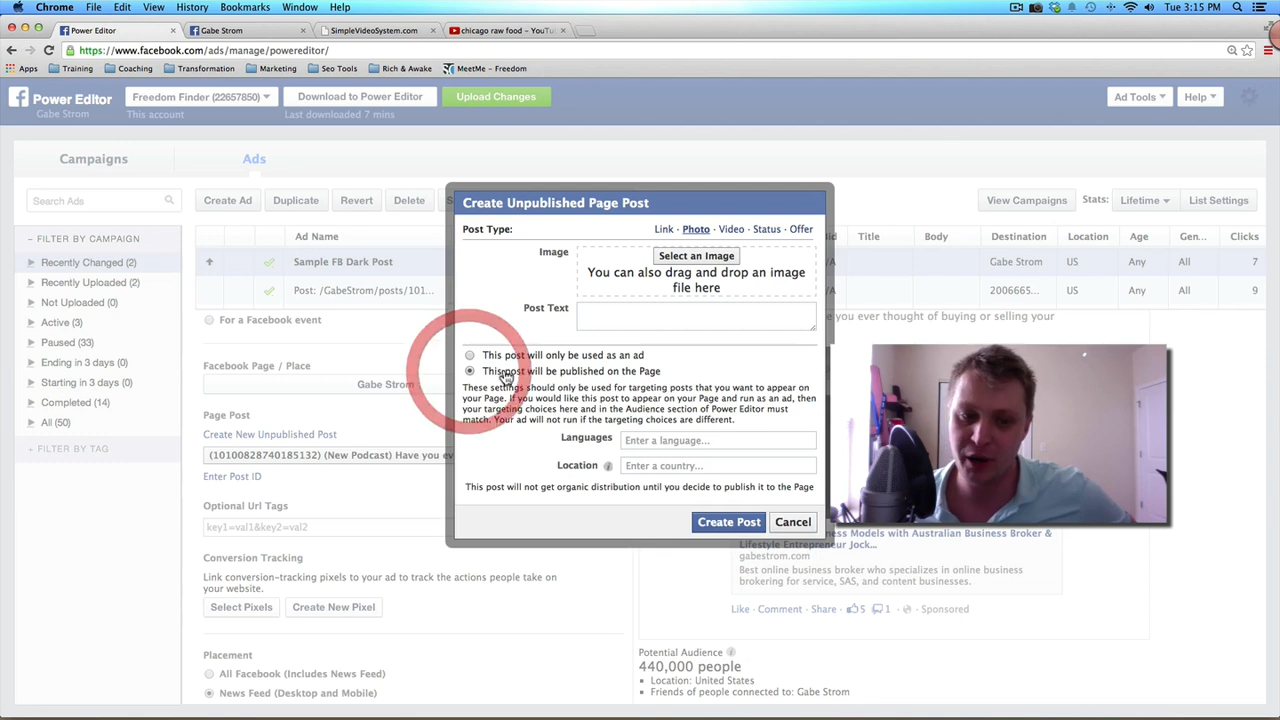 Chrome File Edit View History Bookmarks Window Help Tue 3:15 PM
Power Editor Gabe Strom SimpleVideoSystem.com chicago raw food – YouTu
https://www.facebook.com/ads/manage/powereditor/
Apps Training Coaching Transformation Marketing Seo Tools Rich & Awake MeetMe – Freedom
Power Editor Freedom Finder (22657850) Download to Power Editor Upload Changes Ad Tools Help
Gabe Strom This account Last downloaded 7 mins
Campaigns Ads
Search Ads Create Ad Duplicate Revert Delete View Campaigns Stats: Lifetime List Settings
Create Unpublished Page Post
Post Type: Link · Photo · Video · Status · Offer
– FILTER BY CAMPAIGN Ad Name Title Body Destination Location Age Gen... Clicks
Recently Changed (2) Sample FB Dark Post /A Gabe Strom US Any All 7
Recently Uploaded (2) Post: /GabeStrom/posts/101... /A 2006665... US Any All 9
Not Uploaded (0)
Active (3)
Paused (33)
Ending in 3 days (0)
Starting in 3 days (0)
Completed (14)
All (50)
+ FILTER BY TAG
For a Facebook event
Facebook Page / Place
Gabe Strom
Page Post
Create New Unpublished Post
(10100828740185132) (New Podcast) Have you ev
Enter Post ID
Optional Url Tags
key1=val1&key2=val2
Conversion Tracking
Link conversion-tracking pixels to your ad to track the actions people take on
your website.
Select Pixels Create New Pixel
Placement
All Facebook (Includes News Feed)
News Feed (Desktop and Mobile)
Image
Select an Image
You can also drag and drop an image
file here
Post Text
This post will only be used as an ad
This post will be published on the Page
These settings should only be used for targeting posts that you want to appear on
your Page. If you would like this post to appear on your Page and run as an ad, then
your targeting choices here and in the Audience section of Power Editor must
match. Your ad will not run if the targeting choices are different.
Languages Enter a language...
Location Enter a country...
This post will not get organic distribution until you decide to publish it to the Page
Create Post Cancel
you ever thought of buying or selling your
Models with Australian Business Broker &
Lifestyle Entrepreneur Jock...
gabestrom.com
Best online business broker who specializes in online business
brokering for service, SAS, and content businesses.
Like · Comment · Share · 5 1 · Sponsored
Potential Audience
440,000 people
Location: United States
Friends of people connected to: Gabe Strom